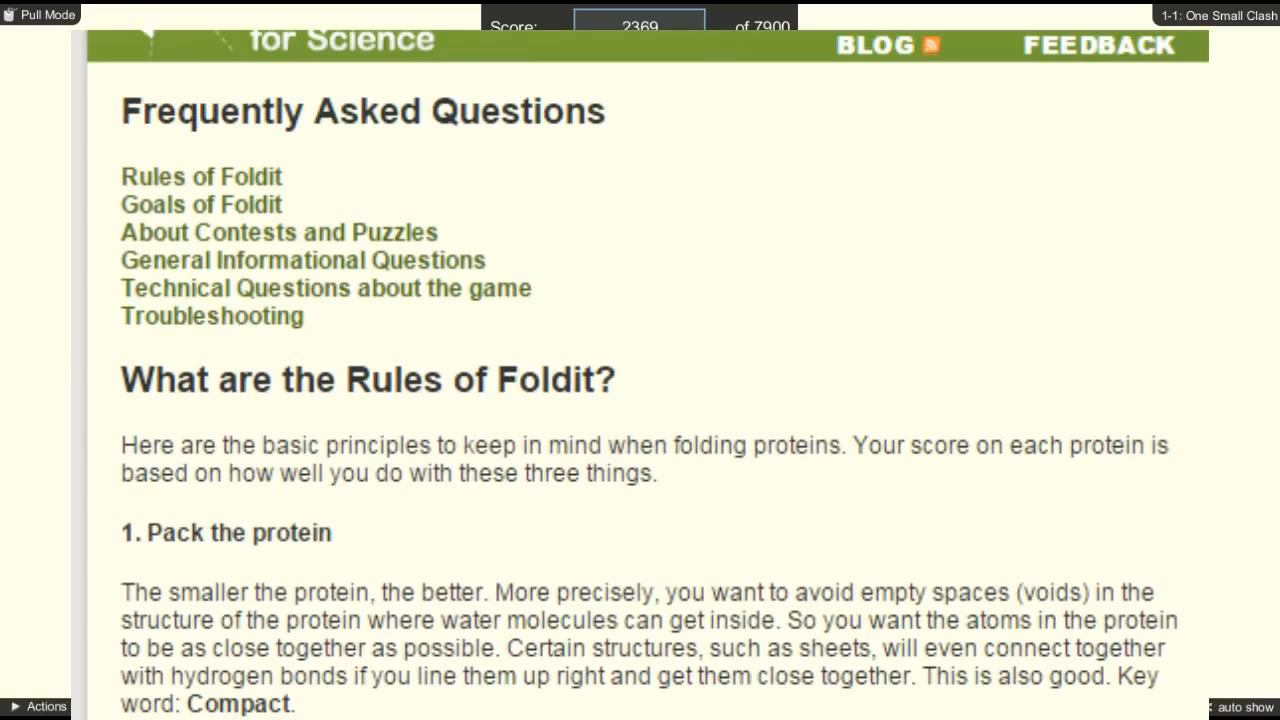 Pull Mode
Score: 2369 of 7900
1-1: One Small Clash
for Science
BLOG
FEEDBACK
Frequently Asked Questions
Rules of Foldit
Goals of Foldit
About Contests and Puzzles
General Informational Questions
Technical Questions about the game
Troubleshooting
What are the Rules of Foldit?
Here are the basic principles to keep in mind when folding proteins. Your score on each protein is
based on how well you do with these three things.
1. Pack the protein
The smaller the protein, the better. More precisely, you want to avoid empty spaces (voids) in the
structure of the protein where water molecules can get inside. So you want the atoms in the protein
to be as close together as possible. Certain structures, such as sheets, will even connect together
with hydrogen bonds if you line them up right and get them close together. This is also good. Key
word: Compact.
Actions
auto show